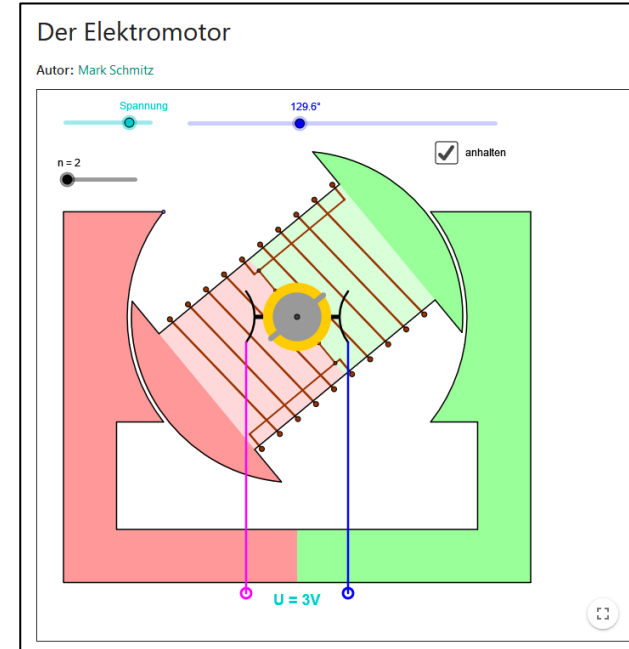 Der Elektromotor
Autor: Mark Schmitz
Spannung
129.6°
anhalten
n = 2
U = 3V